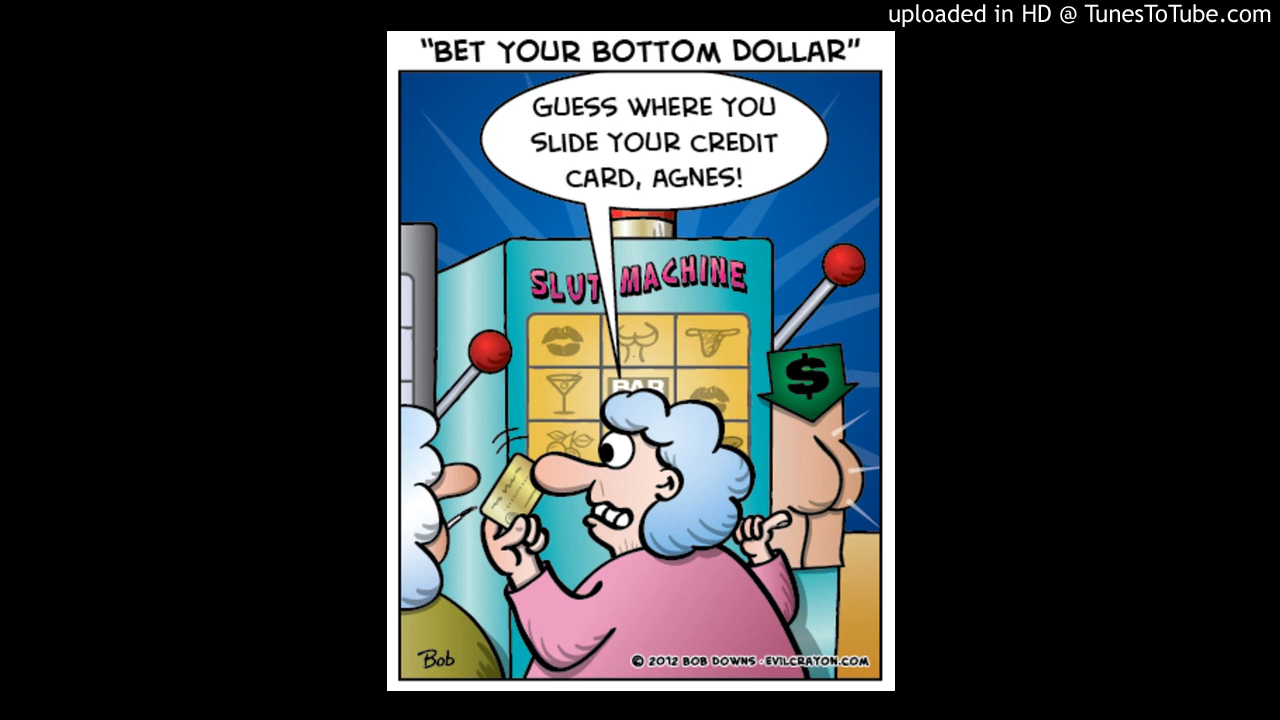 uploaded in HD @ TunesToTube.com
"BET YOUR BOTTOM DOLLAR"
GUESS WHERE YOU
SLIDE YOUR CREDIT
CARD, AGNES!
SLUT MACHINE
$
BAR
Bob
© 2012 BOB DOWNS - EVILCRAYON.COM